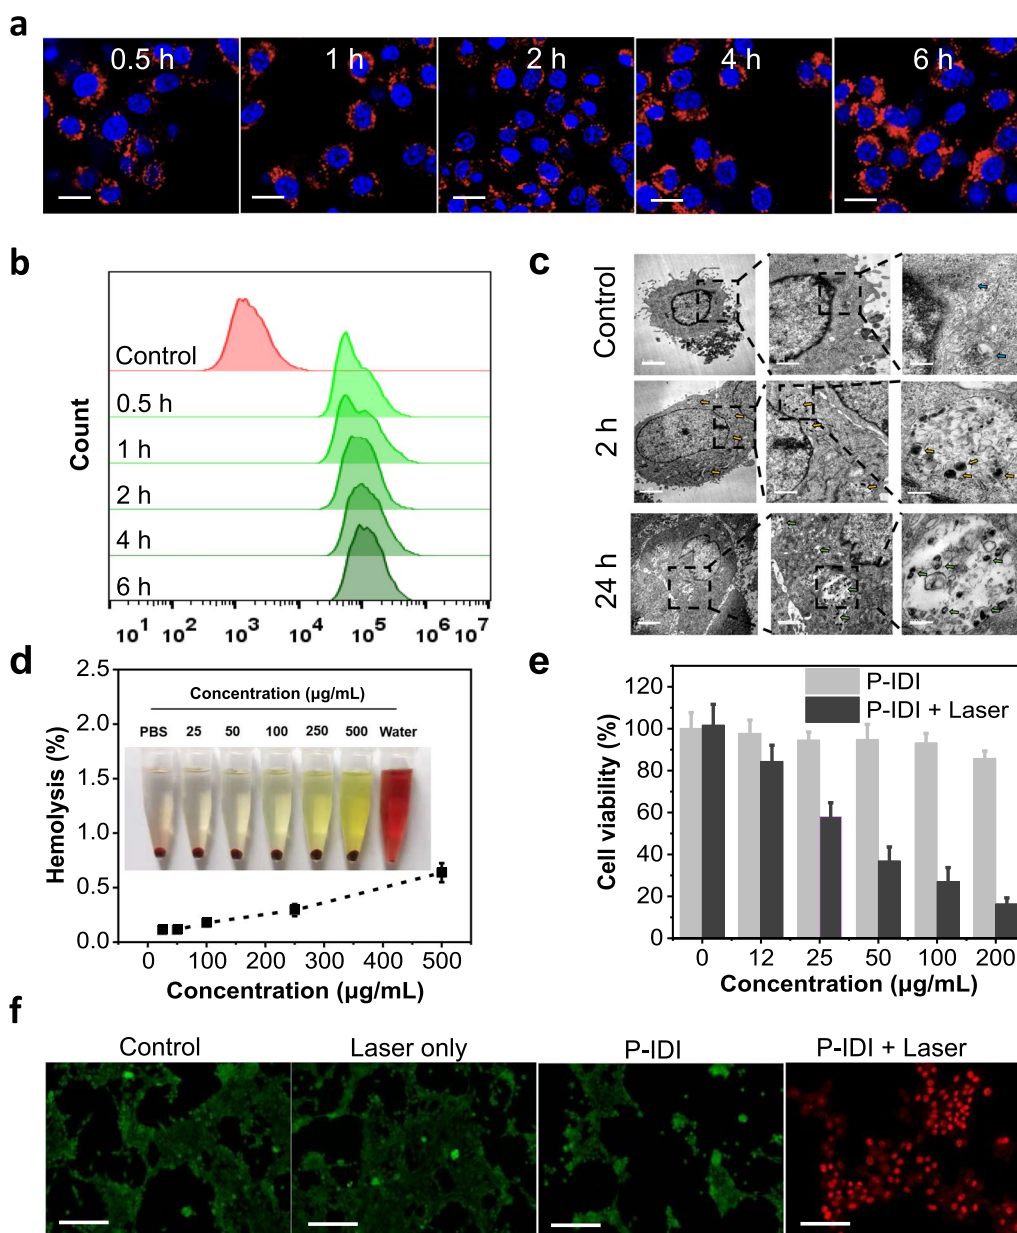 a
0.5 h 1 h 2 h 4 h 6 h
b
Control
0.5 h
1 h
2 h
4 h
6 h
Count
10¹ 10² 10³ 10⁴ 10⁵ 10⁶ 10⁷
c
Control
2 h
24 h
d
2.5
2.0
1.5
1.0
0.5
0.0
Hemolysis (%)
Concentration (µg/mL)
PBS 25 50 100 250 500 Water
0 100 200 300 400 500
Concentration (µg/mL)
e
P-IDI
P-IDI + Laser
120
100
80
60
40
20
0
Cell viability (%)
0 12 25 50 100 200
Concentration (µg/mL)
f
Control Laser only P-IDI P-IDI + Laser